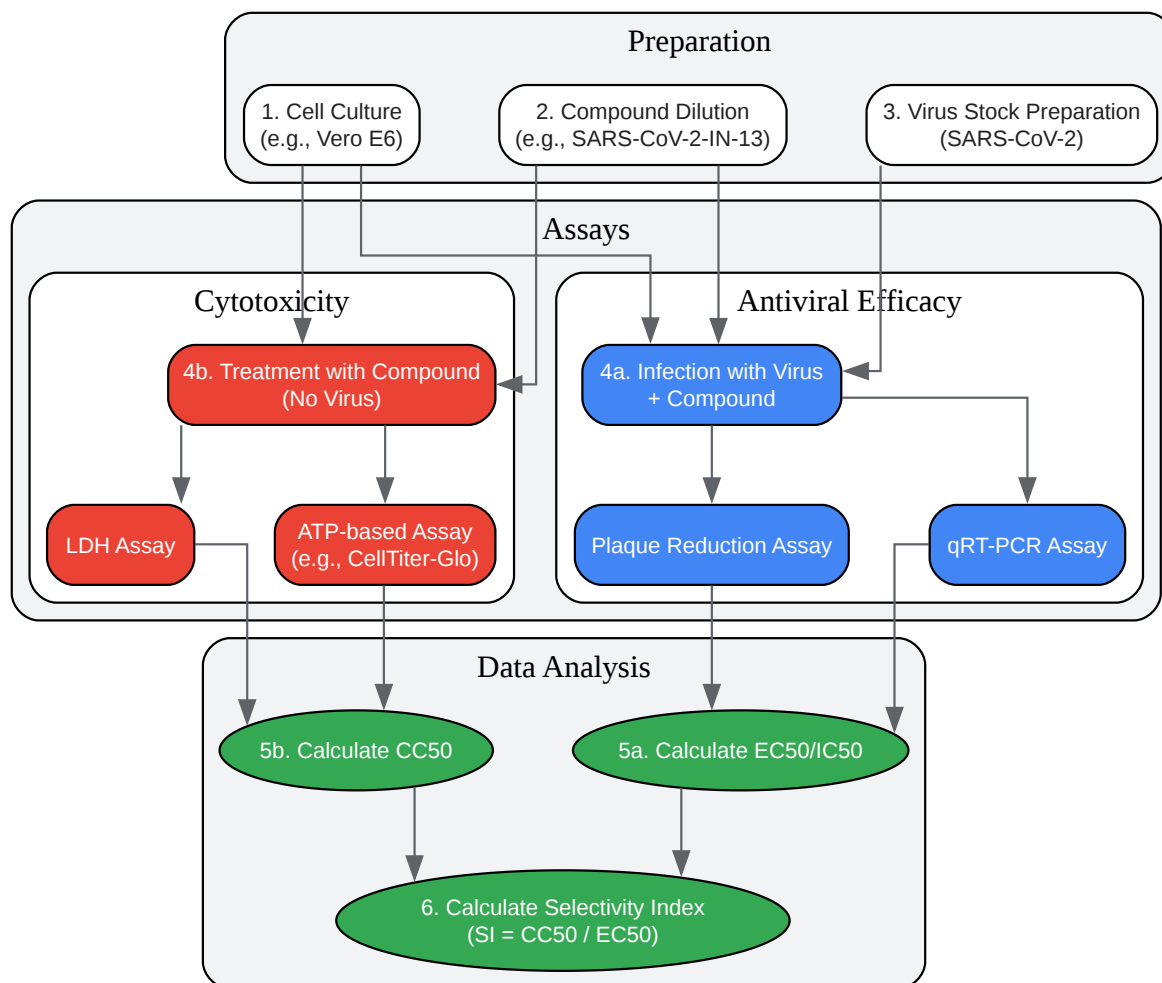 Preparation
1. Cell Culture
(e.g., Vero E6)
2. Compound Dilution
(e.g., SARS-CoV-2-IN-13)
3. Virus Stock Preparation
(SARS-CoV-2)
Assays
Cytotoxicity
Antiviral Efficacy
4b. Treatment with Compound
(No Virus)
4a. Infection with Virus
+ Compound
LDH Assay
ATP-based Assay
(e.g., CellTiter-Glo)
Plaque Reduction Assay
qRT-PCR Assay
Data Analysis
5b. Calculate CC50
5a. Calculate EC50/IC50
6. Calculate Selectivity Index
(SI = CC50 / EC50)